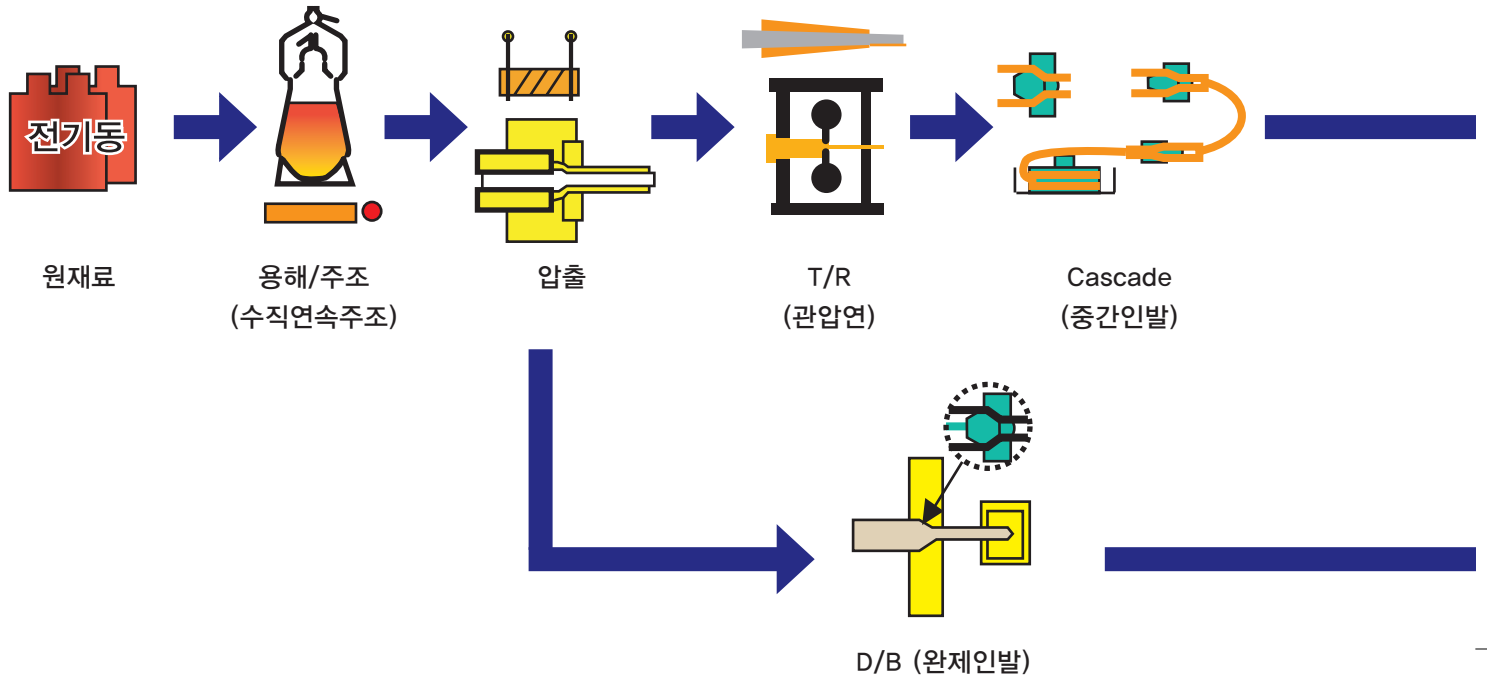 전기동
원재료
용해/주조
(수직연속주조)
압출
T/R
(관압연)
Cascade
(중간인발)
D/B (완제인발)